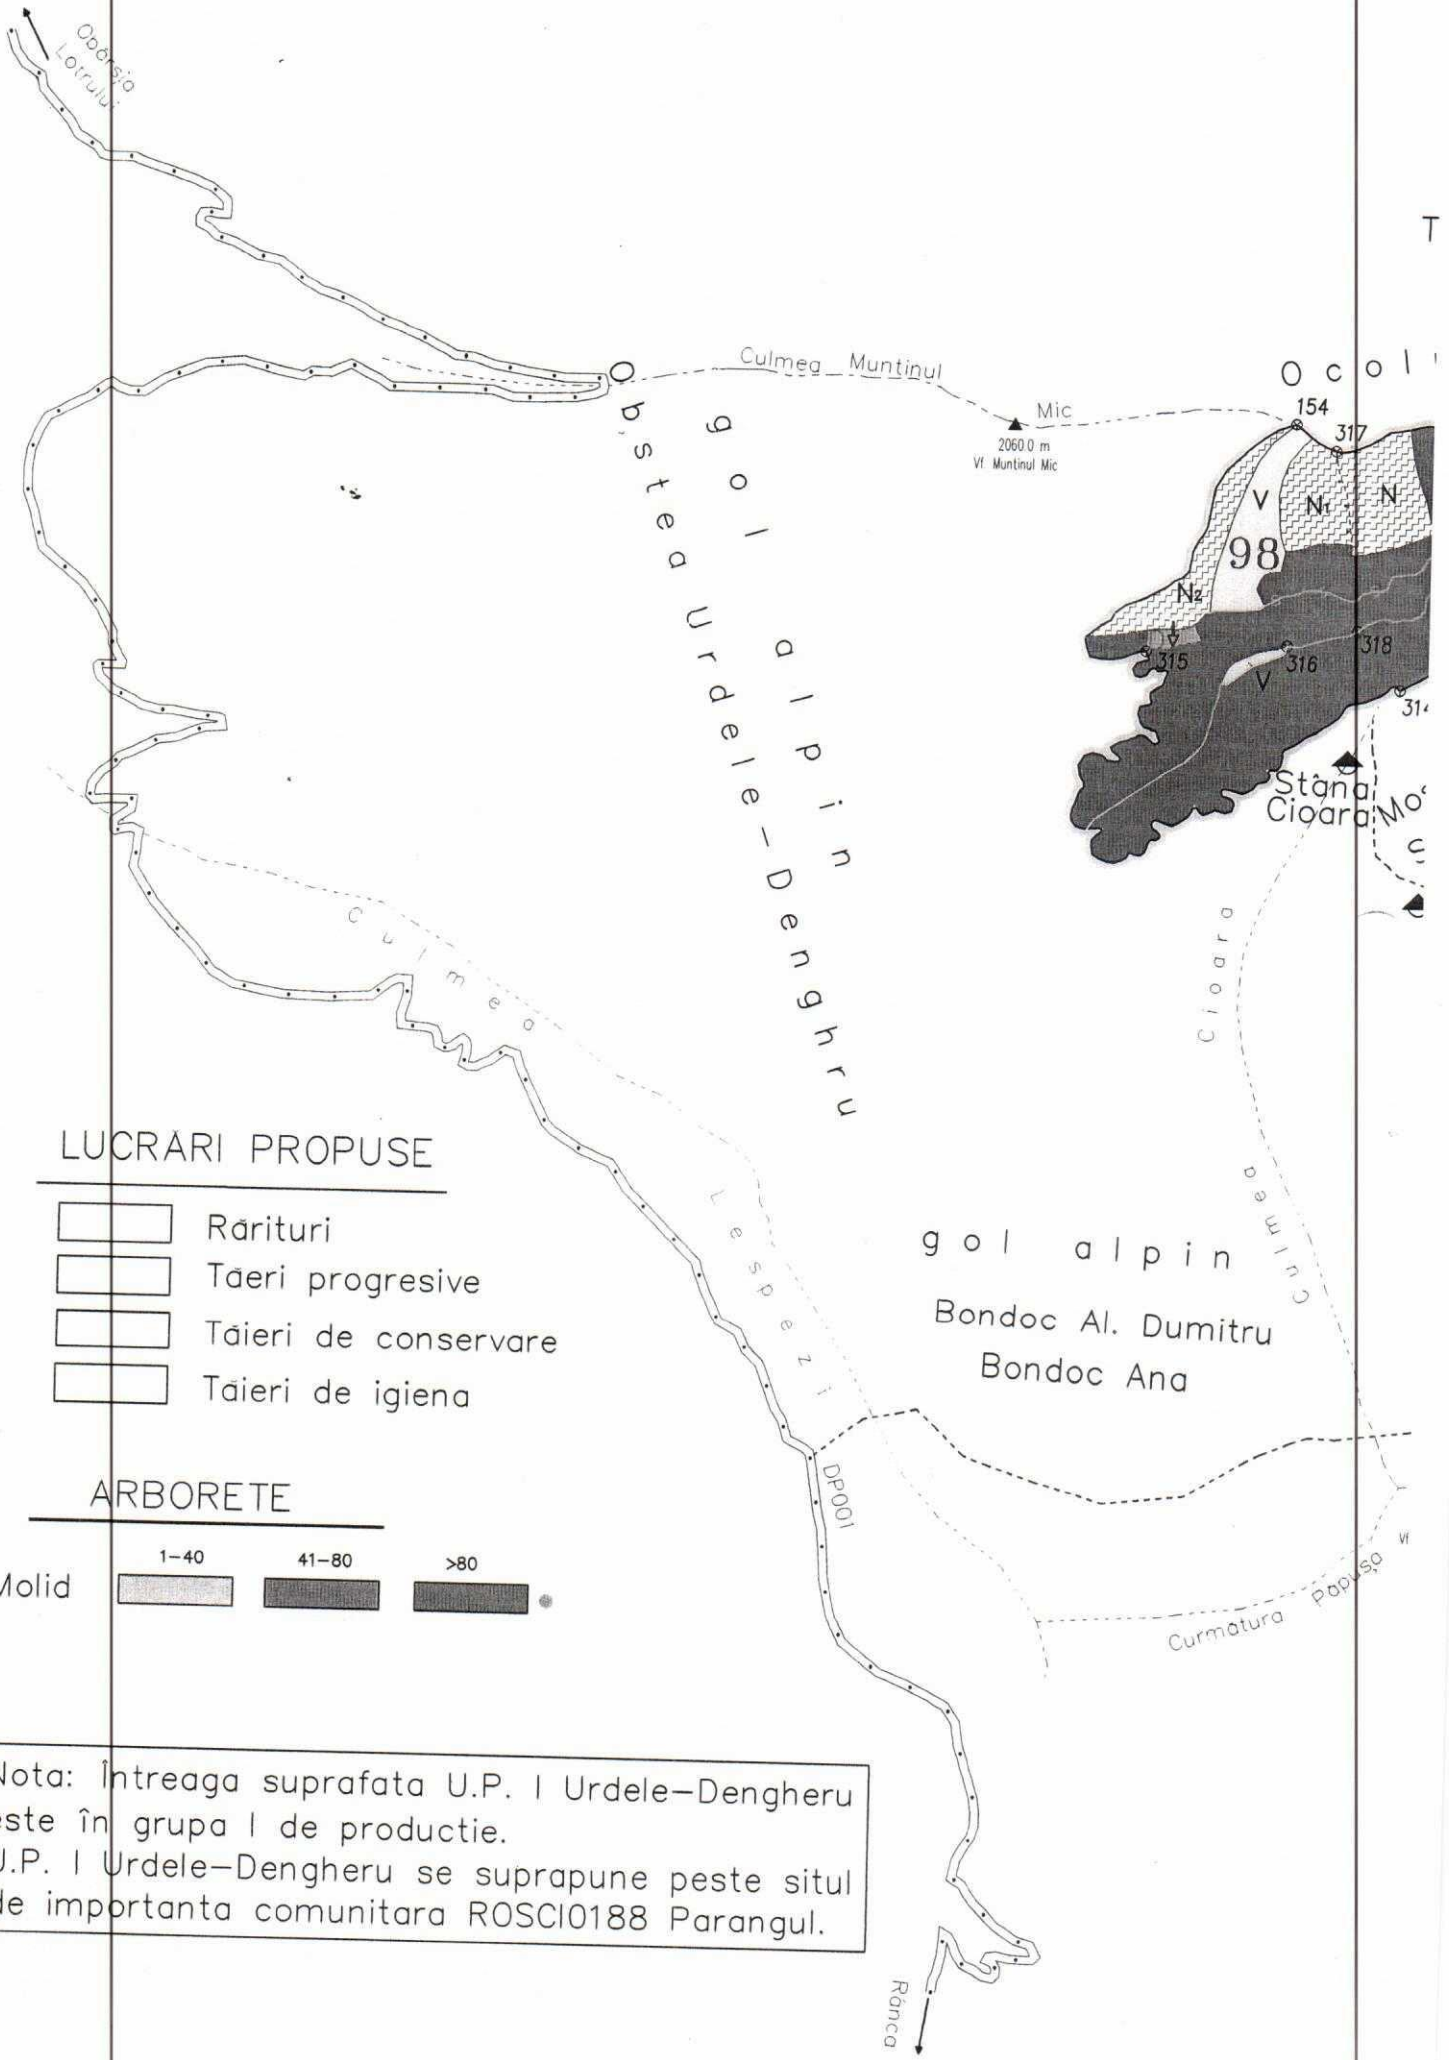 Obârșia
Lotrului
Culmea Muntinul
Mic
2060.0 m
Vf. Muntinul Mic
Ocol
154
317
V
N1
N
98
N2
315
316
318
V
Stâna
Cioara
gol alpin
Obstea Urdele-Denghru
Culmea
Lespezi
Cioara
Culmea
LUCRĂRI PROPUSE
Rărituri
Tăeri progresive
Tăieri de conservare
Tăieri de igiena
gol alpin
Bondoc Al. Dumitru
Bondoc Ana
DP001
ARBORETE
1-40 41-80 >80
Molid
Vf
Curmatura Papușa
Nota: Întreaga suprafata U.P. I Urdele-Dengheru
este în grupa I de productie.
U.P. I Urdele-Dengheru se suprapune peste situl
de importanta comunitara ROSCI0188 Parangul.
Rânca